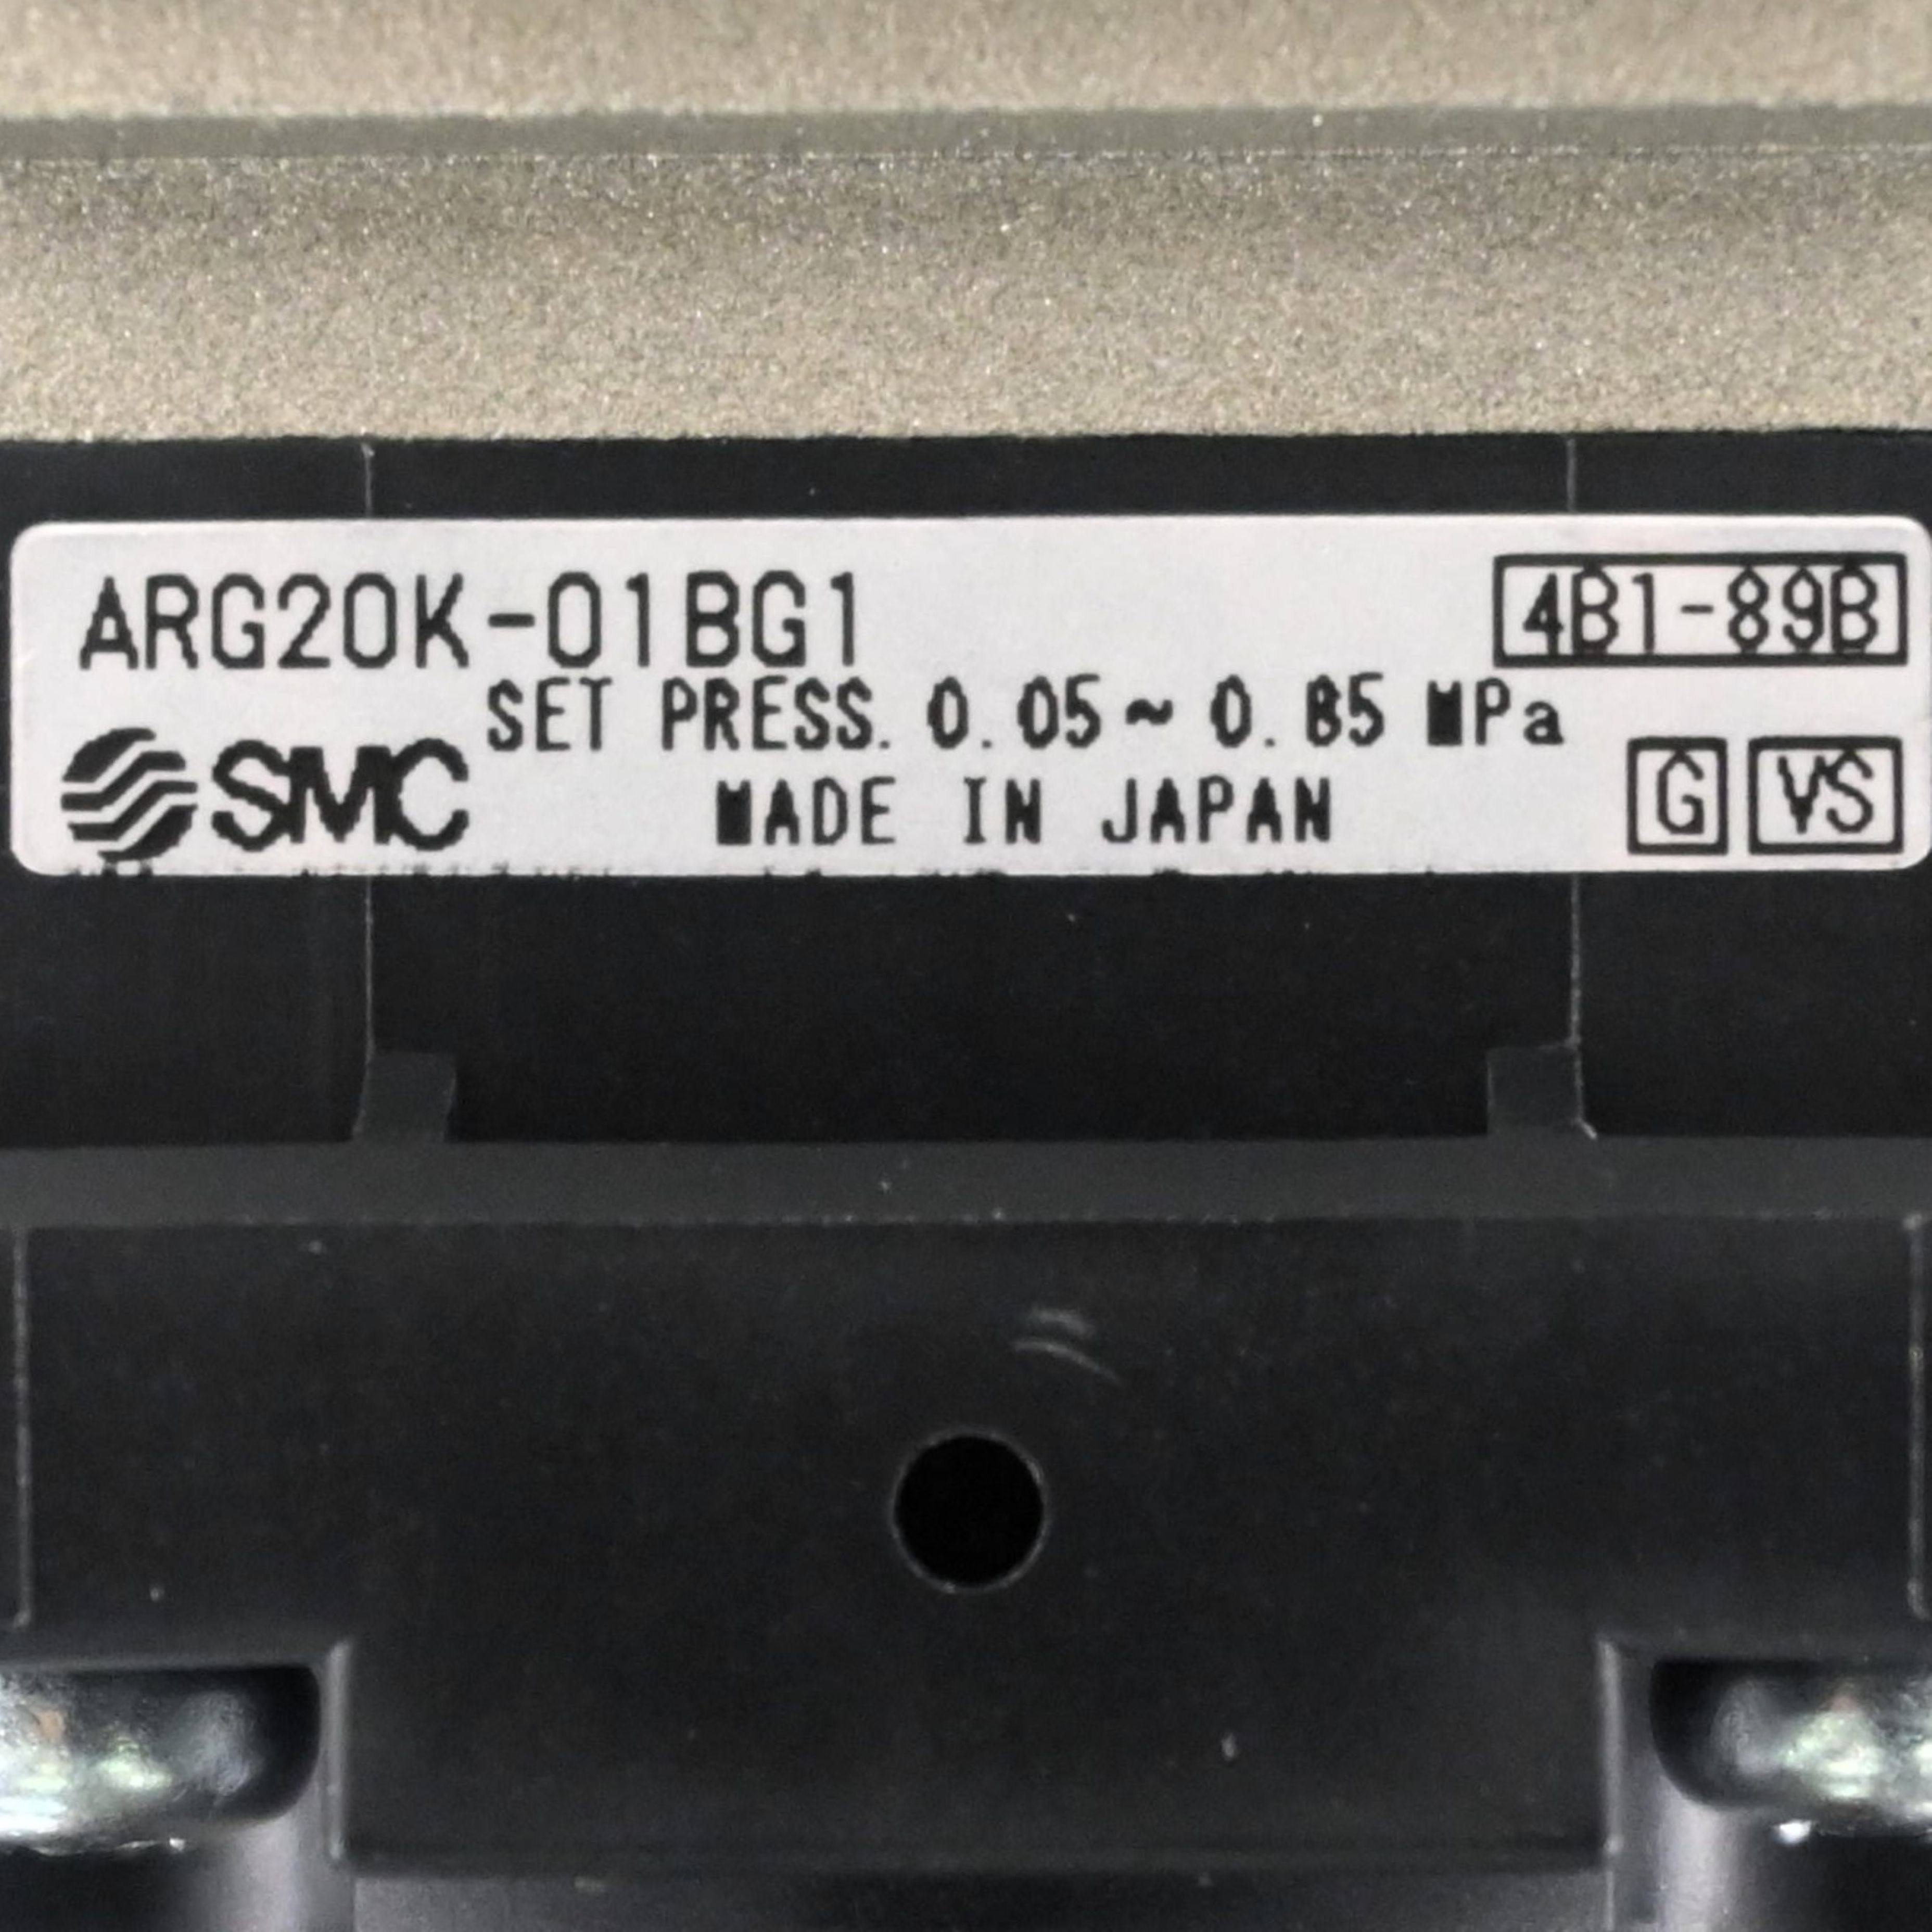 ARG20K-01BG1
4B1-89B
SET PRESS. 0.05~0.85 MPa
SMC
MADE IN JAPAN
G VS